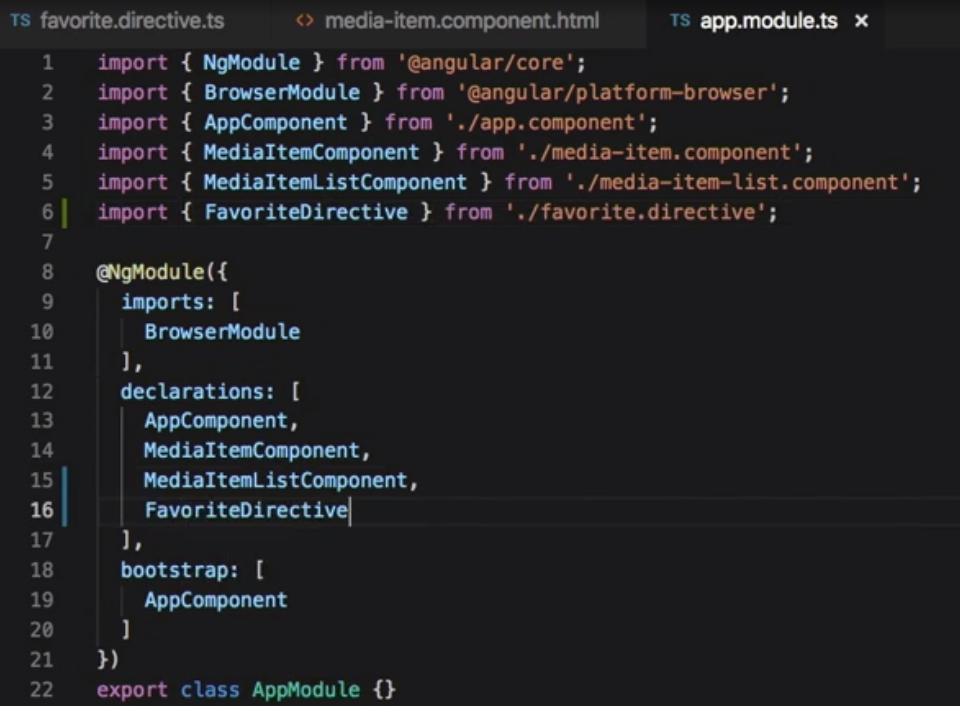 TS favorite.directive.ts <> media-item.component.html TS app.module.ts ×
1 import { NgModule } from '@angular/core';
2 import { BrowserModule } from '@angular/platform-browser';
3 import { AppComponent } from './app.component';
4 import { MediaItemComponent } from './media-item.component';
5 import { MediaItemListComponent } from './media-item-list.component';
6 import { FavoriteDirective } from './favorite.directive';
7
8 @NgModule({
9   imports: [
10     BrowserModule
11   ],
12   declarations: [
13     AppComponent,
14     MediaItemComponent,
15     MediaItemListComponent,
16     FavoriteDirective
17   ],
18   bootstrap: [
19     AppComponent
20   ]
21 })
22 export class AppModule {}